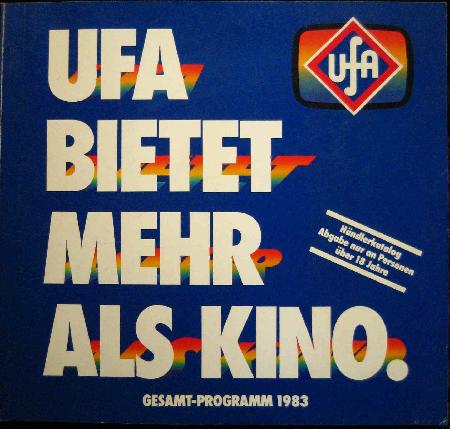 UFA
BIETET
MEHR
ALS KINO.
UFA
Händlerkatalog
Abgabe nur an Personen
über 18 Jahre
GESAMT-PROGRAMM 1983